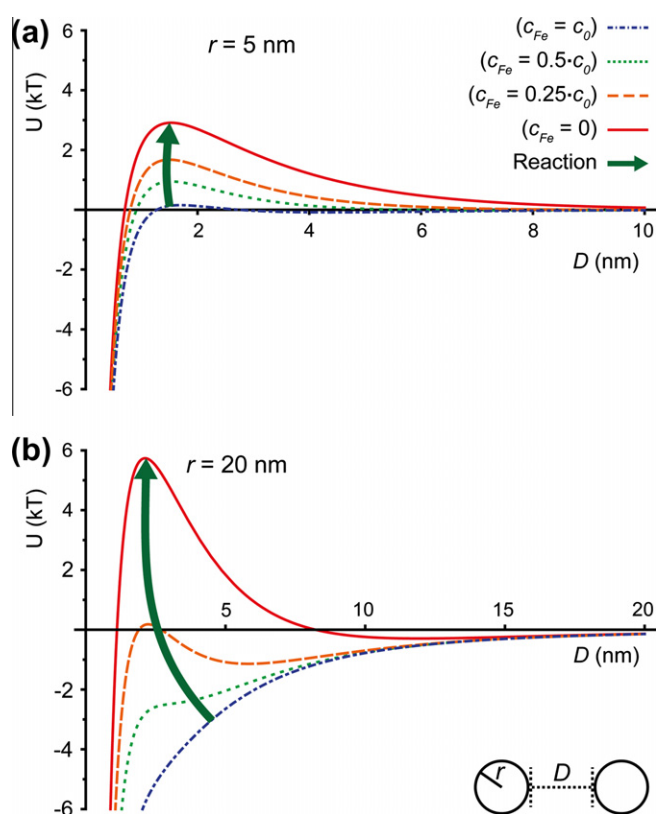 (a)
r = 5 nm
(c_Fe = c_0)
(c_Fe = 0.5·c_0)
(c_Fe = 0.25·c_0)
(c_Fe = 0)
Reaction
U (kT)
6
4
2
-2
-4
-6
2
4
6
8
10
D (nm)
(b)
r = 20 nm
U (kT)
6
4
2
-2
-4
-6
5
10
15
20
D (nm)
r
D